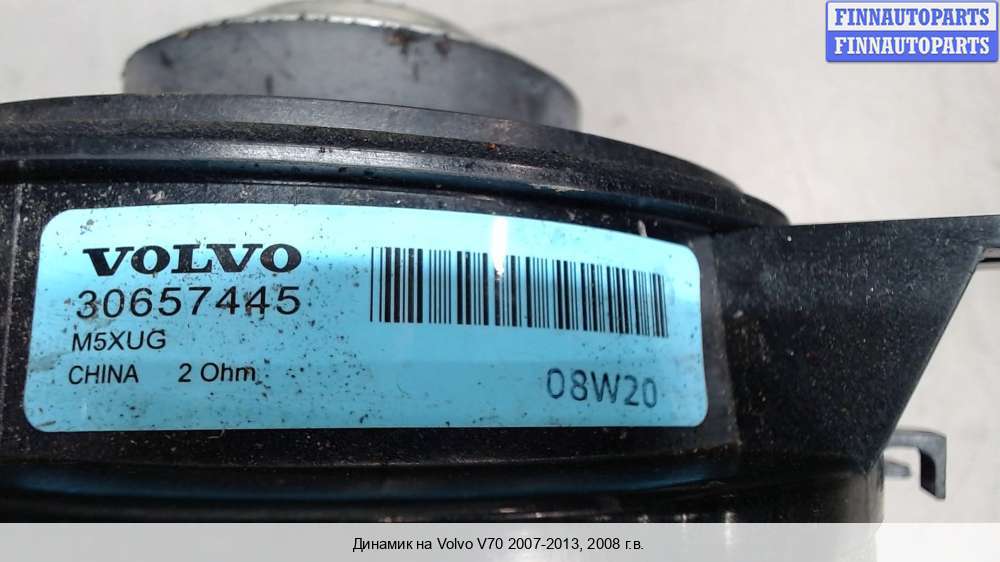 FINNAUTOPARTS
FINNAUTOPARTS
VOLVO
30657445
M5XUG
CHINA 2 Ohm
08W20
Динамик на Volvo V70 2007-2013, 2008 г.в.